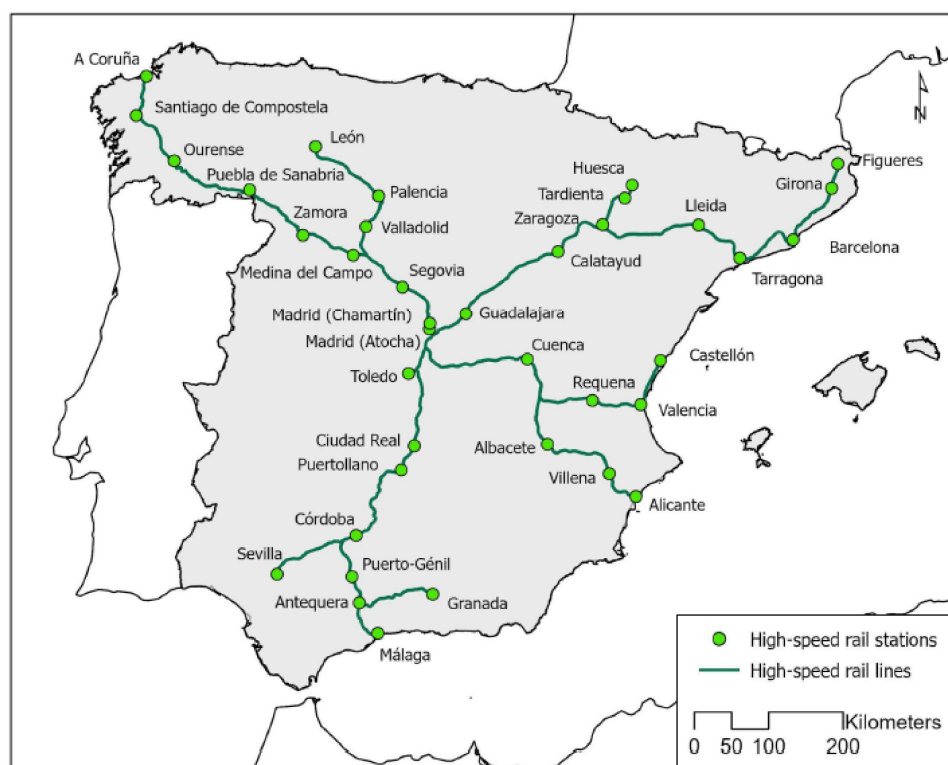 A Coruña
Santiago de Compostela
León
Ourense
Puebla de Sanabria
Huesca
Figueres
Palencia
Tardienta
Girona
Zamora
Zaragoza
Lleida
Valladolid
Barcelona
Medina del Campo
Segovia
Calatayud
Tarragona
Madrid (Chamartín)
Guadalajara
Madrid (Atocha)
Cuenca
Castellón
Toledo
Requena
Valencia
Ciudad Real
Albacete
Puertollano
Villena
Alicante
Córdoba
Sevilla
Puerto-Génil
Antequera
Granada
Málaga
N
High-speed rail stations
High-speed rail lines
Kilometers
0 50 100 200